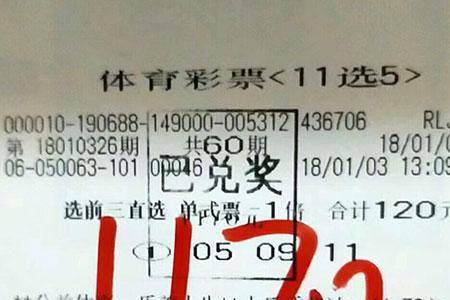 体育彩票<11选5>
000010-190688-149000-005312 436706 RLJ
第 18010326期 共60期 18/01/0
06-050063-101 00046 18/01/03 13:09
已兑奖
选前三直选 单式票 1倍 合计120元
① 05 09 11